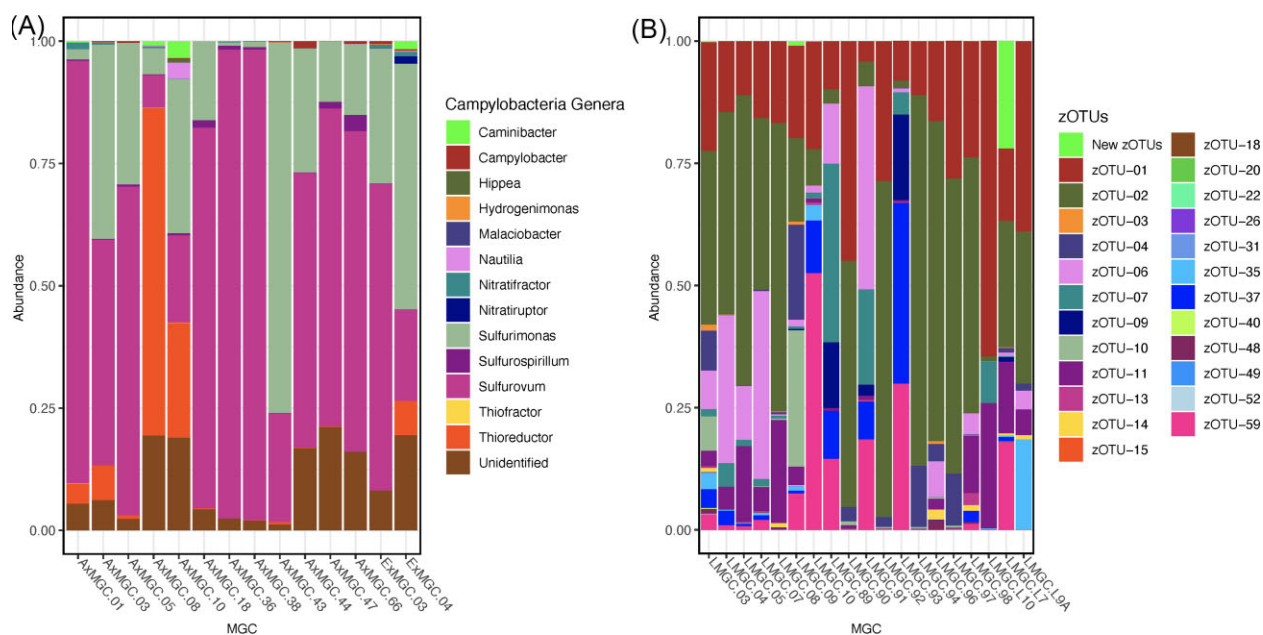 (A)
1.00
0.75
0.50
0.25
0.00
Abundance
AxMGC.01
AxMGC.03
AxMGC.05
AxMGC.08
AxMGC.10
AxMGC.18
AxMGC.36
AxMGC.38
AxMGC.43
AxMGC.44
AxMGC.47
AxMGC.66
ExMGC.03
ExMGC.04
MGC
Campylobacteria Genera
Caminibacter
Campylobacter
Hippea
Hydrogenimonas
Malaciobacter
Nautilia
Nitratifractor
Nitratiruptor
Sulfurimonas
Sulfurospirillum
Sulfurovum
Thiofractor
Thioreductor
Unidentified
(B)
1.00
0.75
0.50
0.25
0.00
Abundance
LMGC.03
LMGC.04
LMGC.05
LMGC.07
LMGC.08
LMGC.09
LMGC.10
LMGC.89
LMGC.90
LMGC.91
LMGC.92
LMGC.93
LMGC.94
LMGC.96
LMGC.97
LMGC.98
LMGC.L10
LMGC.L7
LMGC.L9A
MGC
zOTUs
New zOTUs
zOTU-01
zOTU-02
zOTU-03
zOTU-04
zOTU-06
zOTU-07
zOTU-09
zOTU-10
zOTU-11
zOTU-13
zOTU-14
zOTU-15
zOTU-18
zOTU-20
zOTU-22
zOTU-26
zOTU-31
zOTU-35
zOTU-37
zOTU-40
zOTU-48
zOTU-49
zOTU-52
zOTU-59